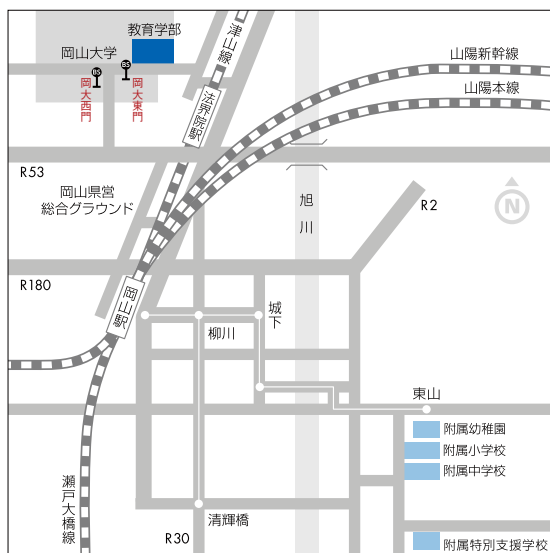 教育学部
岡山大学
BS
BS
岡大西門
岡大東門
津山線
法界院駅
山陽新幹線
山陽本線
R53
岡山県営
総合グラウンド
旭川
R2
N
R180
岡山駅
城下
柳川
東山
附属幼稚園
附属小学校
附属中学校
瀬戸大橋線
清輝橋
R30
附属特別支援学校